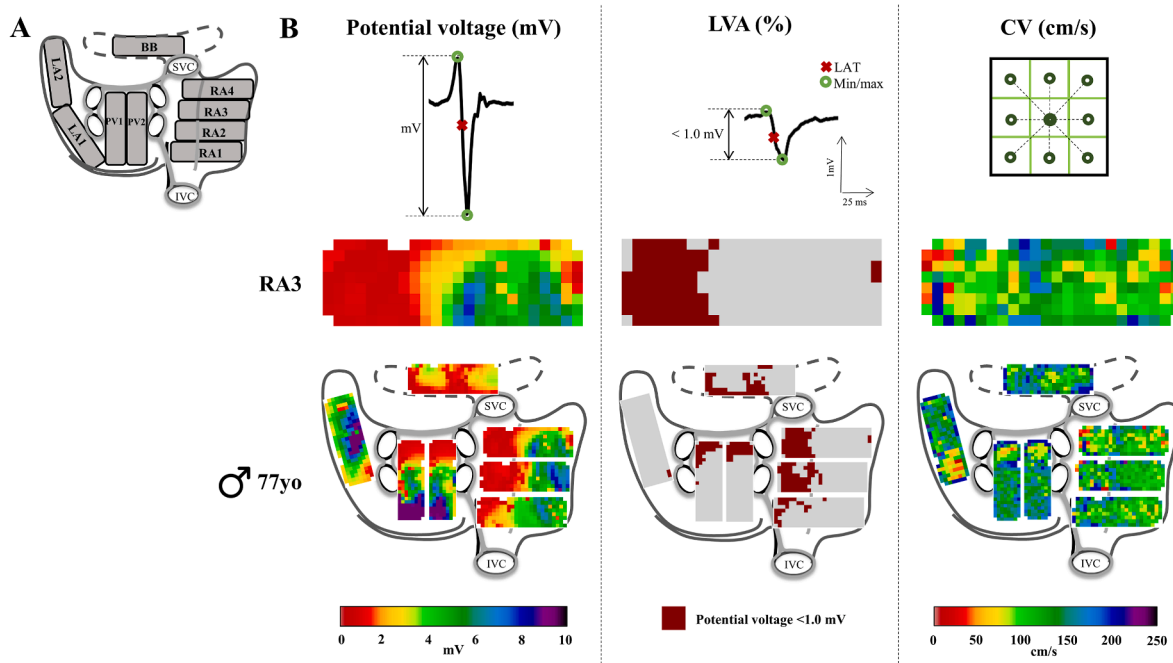 A
BB
SVC
LA2
LA1
PV1
PV2
RA4
RA3
RA2
RA1
IVC
B
Potential voltage (mV)
LVA (%)
CV (cm/s)
mV
LAT
Min/max
< 1.0 mV
1mV
25 ms
RA3
♂ 77yo
SVC
IVC
SVC
IVC
SVC
IVC
0 2 4 6 8 10
mV
Potential voltage <1.0 mV
0 50 100 150 200 250
cm/s